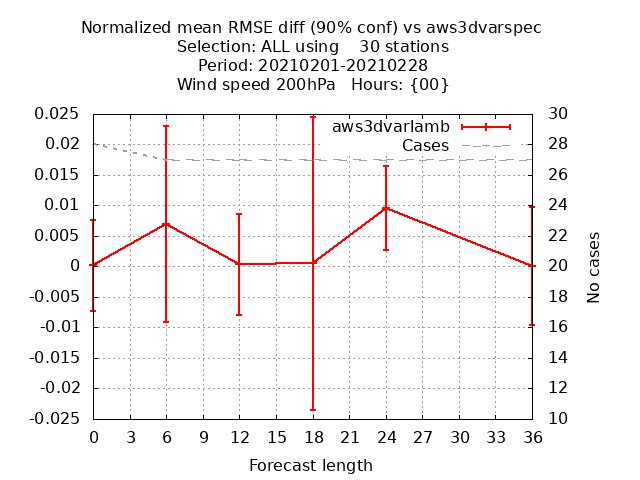 Normalized mean RMSE diff (90% conf) vs aws3dvarspec
Selection: ALL using    30 stations
Period: 20210201-20210228
Wind speed 200hPa   Hours: {00}
aws3dvarlamb
Cases
0.025
0.02
0.015
0.01
0.005
0
-0.005
-0.01
-0.015
-0.02
-0.025
30
28
26
24
22
20
18
16
14
12
10
No cases
0 3 6 9 12 15 18 21 24 27 30 33 36
Forecast length